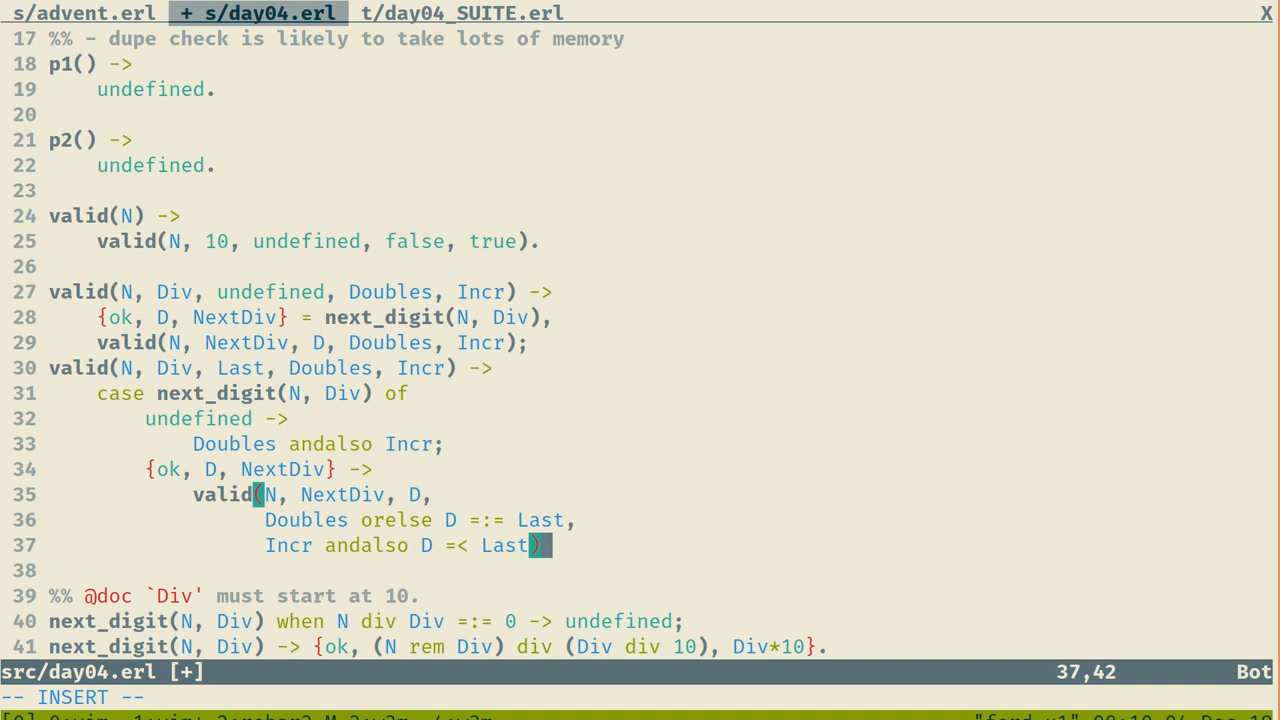 s/advent.erl + s/day04.erl t/day04_SUITE.erl X
17 %% - dupe check is likely to take lots of memory
18 p1() ->
19     undefined.
20
21 p2() ->
22     undefined.
23
24 valid(N) ->
25     valid(N, 10, undefined, false, true).
26
27 valid(N, Div, undefined, Doubles, Incr) ->
28     {ok, D, NextDiv} = next_digit(N, Div),
29     valid(N, NextDiv, D, Doubles, Incr);
30 valid(N, Div, Last, Doubles, Incr) ->
31     case next_digit(N, Div) of
32         undefined ->
33             Doubles andalso Incr;
34         {ok, D, NextDiv} ->
35             valid(N, NextDiv, D,
36                   Doubles orelse D =:= Last,
37                   Incr andalso D =< Last)
38
39 %% @doc `Div' must start at 10.
40 next_digit(N, Div) when N div Div =:= 0 -> undefined;
41 next_digit(N, Div) -> {ok, (N rem Div) div (Div div 10), Div*10}.
src/day04.erl [+] 37,42 Bot
-- INSERT --